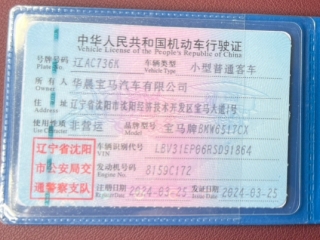 中华人民共和国机动车行驶证
Vehicle License of the People's Republic of China
号牌号码 辽AC736K 车辆类型 小型普通客车
Plate No. Vehicle Type
所有人 华晨宝马汽车有限公司
Owner
住址 辽宁省沈阳市沈阳经济技术开发区宝马大道1号
Address
使用性质 非营运 品牌型号 宝马牌BMW6517CX
Use Character Model
辽宁省沈阳
市公安局交
通警察支队
车辆识别代号 LBV31EP06RSD91864
VIN
发动机号码 8159C172
Engine No.
注册日期 2024-03-25 发证日期 2024-03-25
Register Date Issue Date